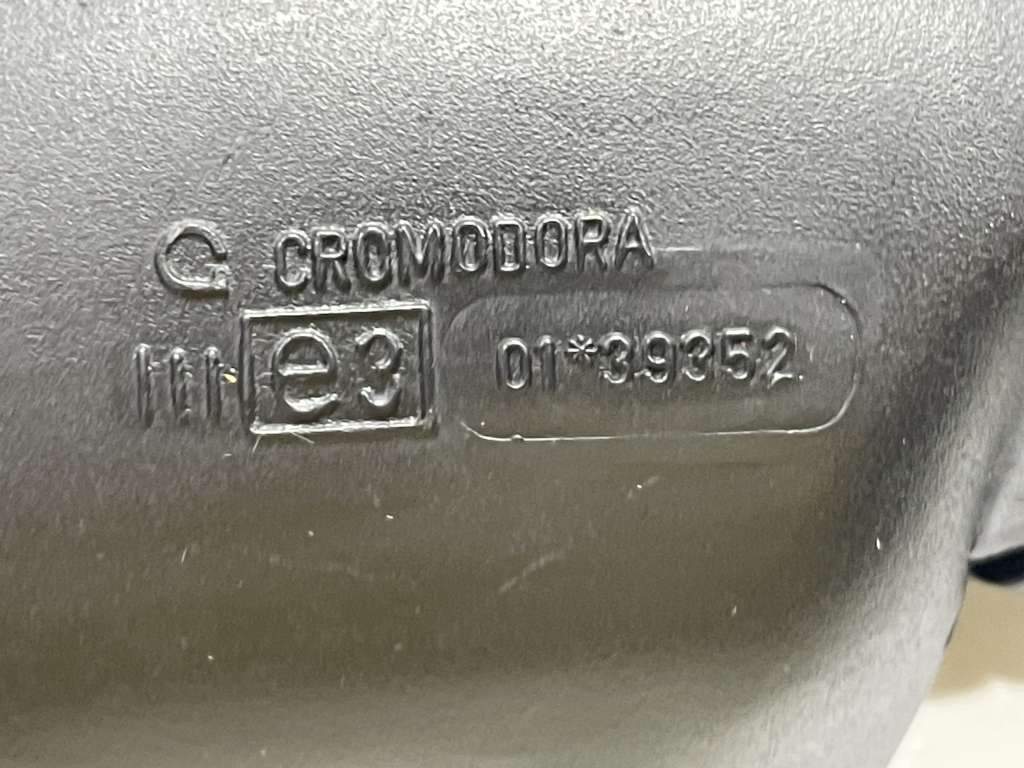 G CROMODORA
III e3 01*39352